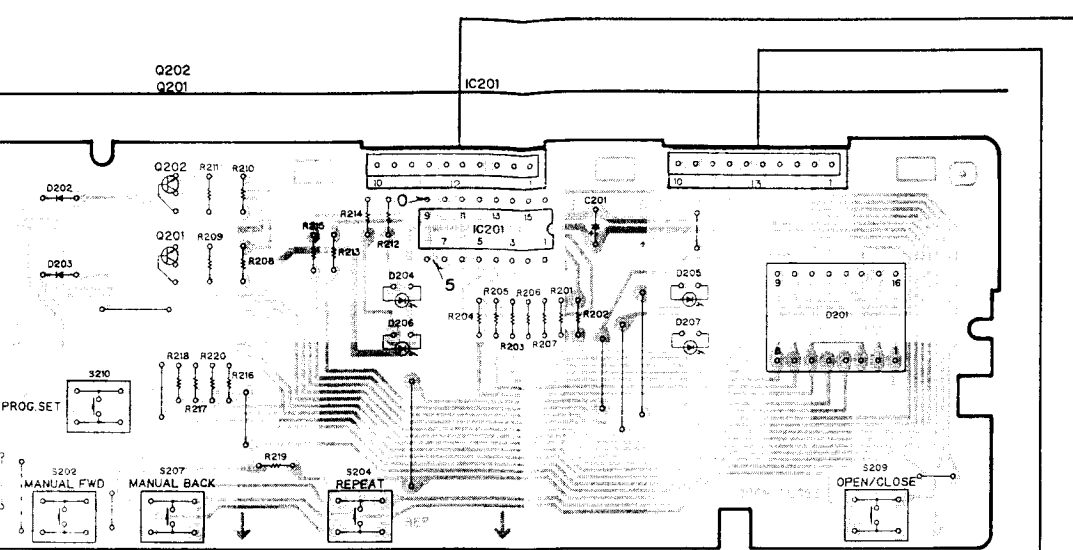 Q202
Q201 IC201
10 12 1
10 13 1
Q202 R211 R210
D202
R214 9 11 13 15
C201
IC201
Q201 R209 R215 R212
7 5 3 1
D203 R208 R213
5
D204 D205
9 16
R205 R206 R201
R204 R202 D201
D206 D207
R203 R207
8 1
R218 R220
S210 R216
PROG.SET R217
R219
S202 S207 S204 S209
MANUAL FWD MANUAL BACK REPEAT OPEN/CLOSE
REP